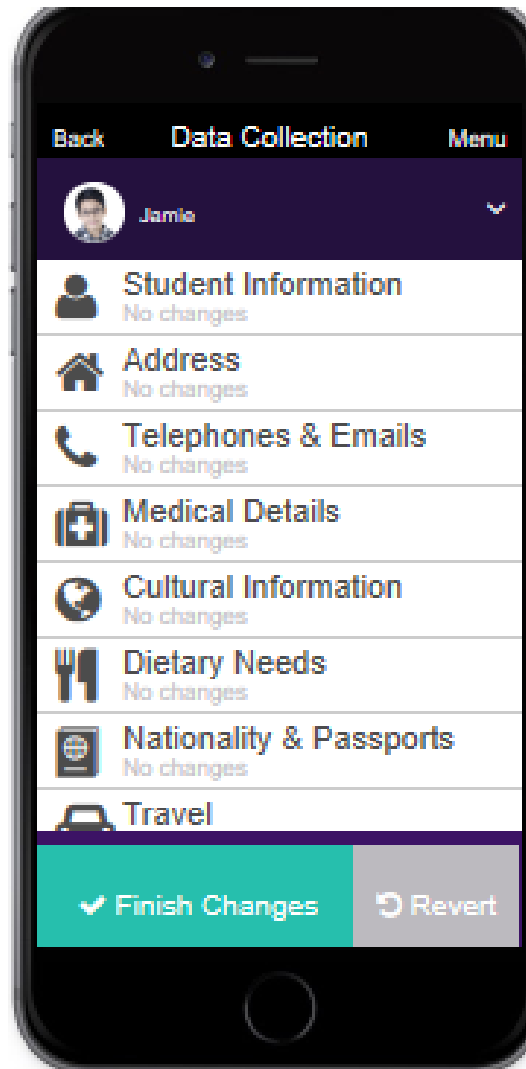 Back Data Collection Menu
Jamie
Student Information
No changes
Address
No changes
Telephones & Emails
No changes
Medical Details
No changes
Cultural Information
No changes
Dietary Needs
No changes
Nationality & Passports
No changes
Travel
Finish Changes Revert